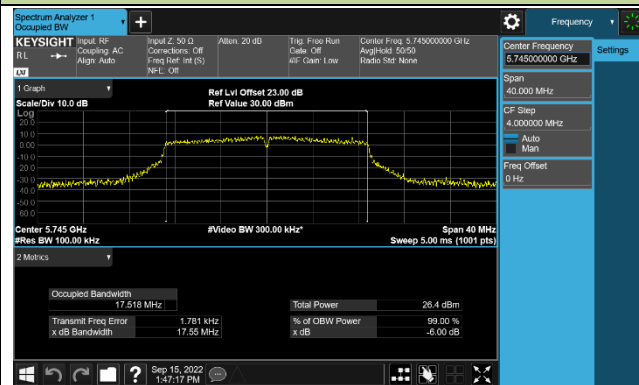 Spectrum Analyzer 1
Occupied BW
Frequency
KEYSIGHT
RL
LXI
Input: RF
Coupling: AC
Align: Auto
Input Z: 50 Ω
Corrections: Off
Freq Ref: Int (S)
NFE: Off
Atten: 20 dB
Trig: Free Run
Gate: Off
#IF Gain: Low
Center Freq: 5.745000000 GHz
Avg|Hold: 50/50
Radio Std: None
Center Frequency
5.745000000 GHz
Settings
Span
40.000 MHz
CF Step
4.000000 MHz
Auto
Man
Freq Offset
0 Hz
1 Graph
Scale/Div 10.0 dB
Ref Lvl Offset 23.00 dB
Ref Value 30.00 dBm
Log
20.0
10.0
0.00
-10.0
-20.0
-30.0
-40.0
-50.0
-60.0
Center 5.745 GHz
#Video BW 300.00 kHz*
Span 40 MHz
#Res BW 100.00 kHz
Sweep 5.00 ms (1001 pts)
2 Metrics
Occupied Bandwidth
17.518 MHz
Total Power 26.4 dBm
Transmit Freq Error 1.781 kHz
% of OBW Power 99.00 %
x dB Bandwidth 17.55 MHz
x dB -6.00 dB
Sep 15, 2022
1:47:17 PM